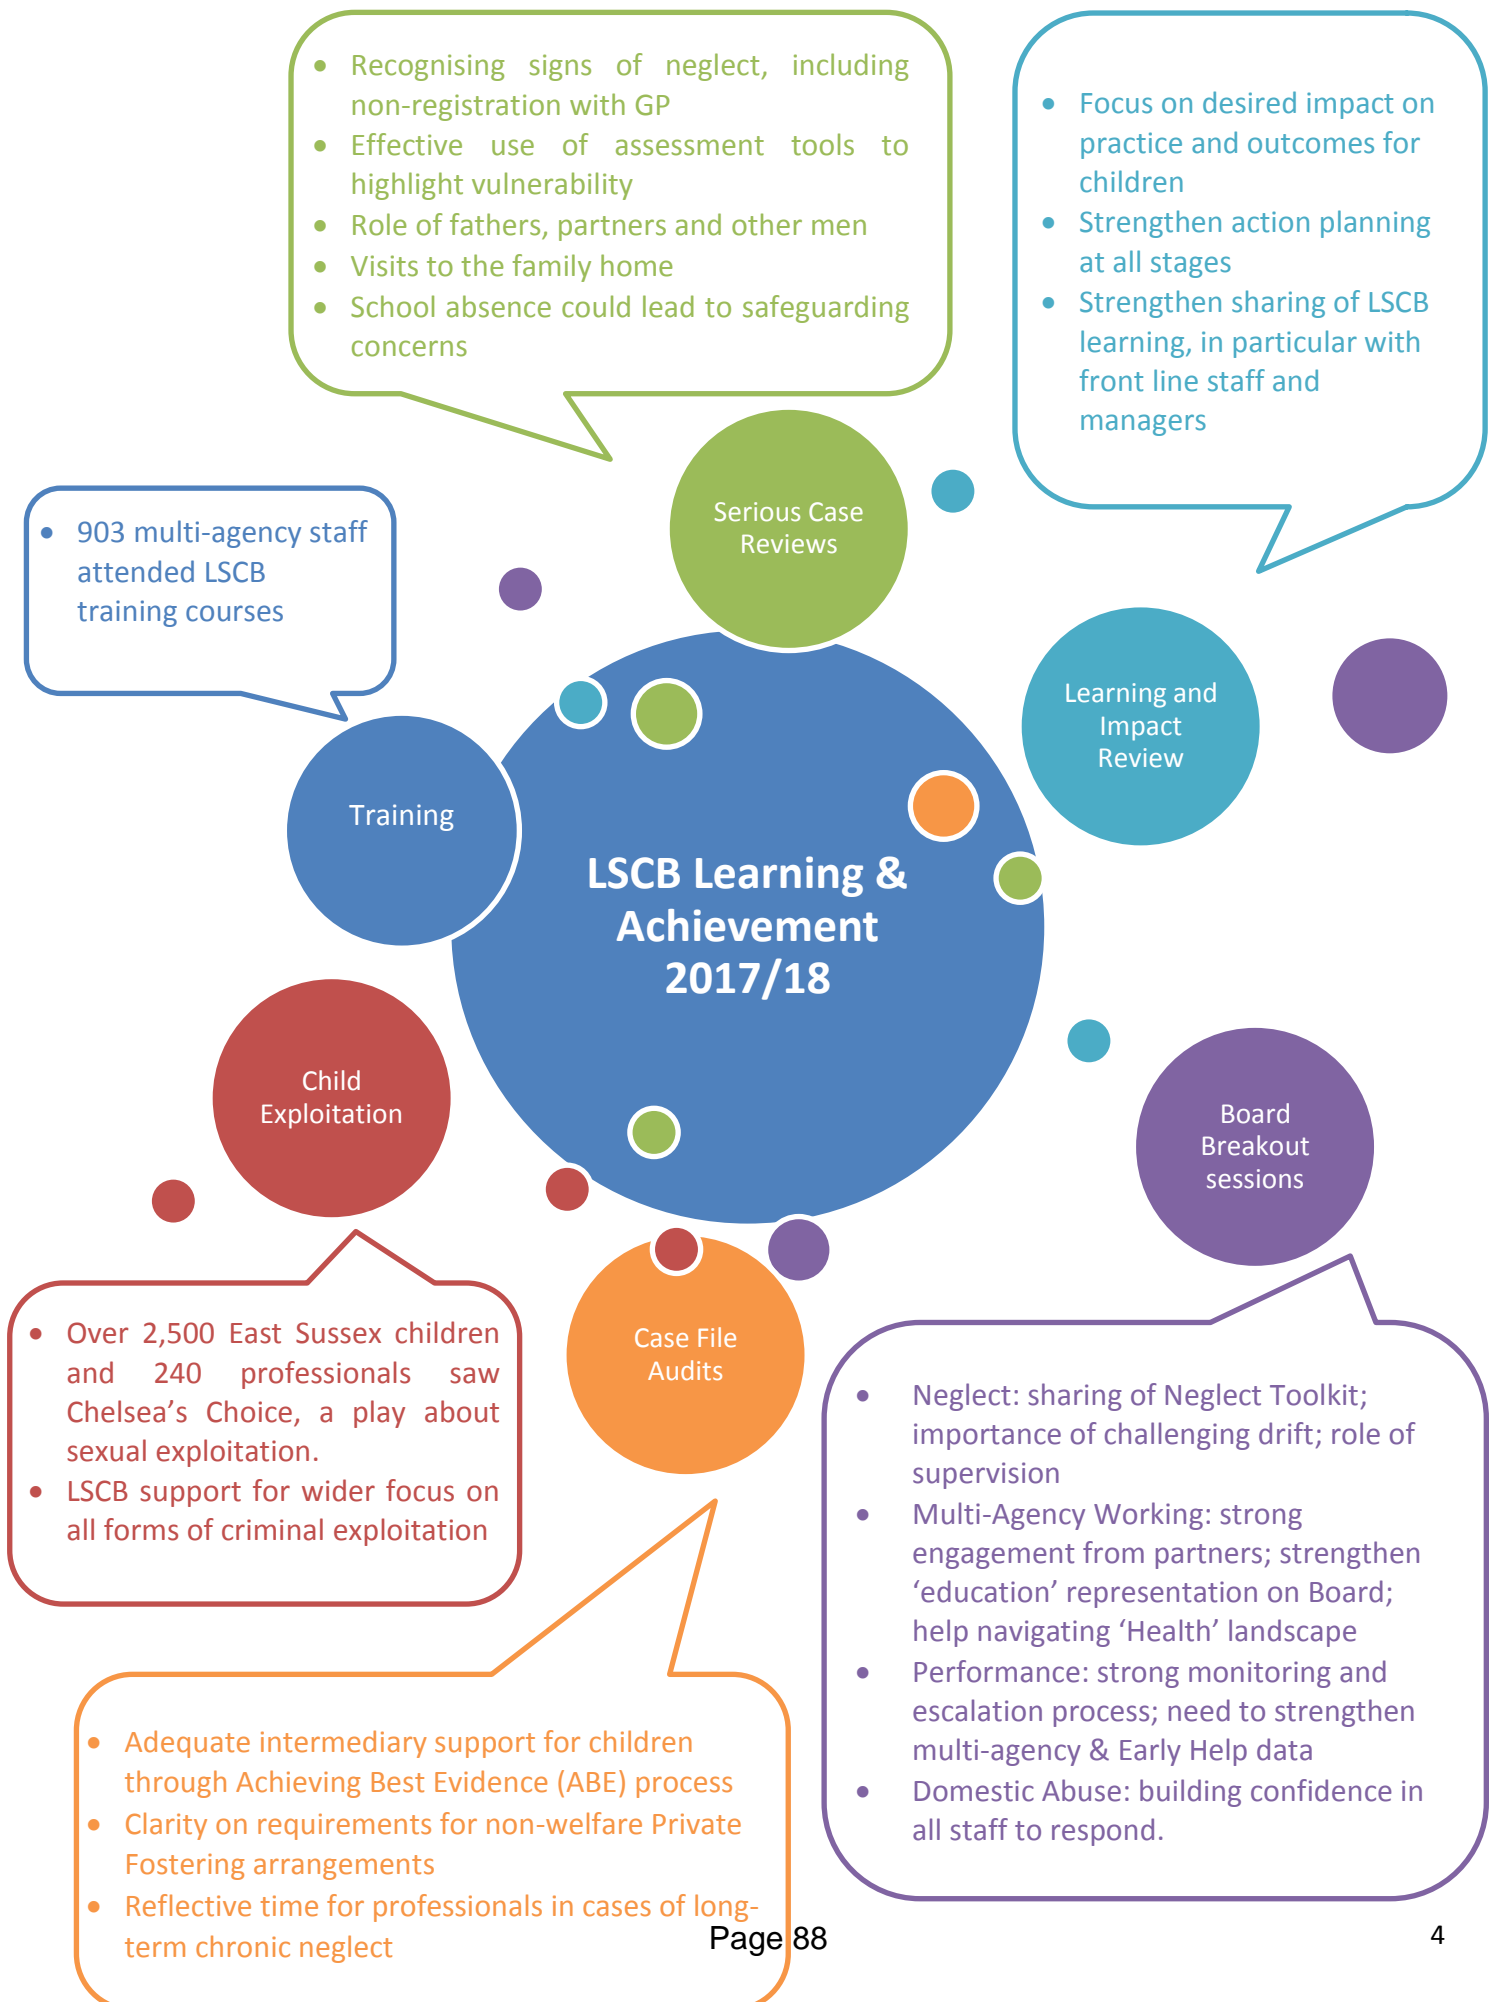 • Recognising signs of neglect, including
non-registration with GP
• Effective use of assessment tools to
highlight vulnerability
• Role of fathers, partners and other men
• Visits to the family home
• School absence could lead to safeguarding
concerns
• Focus on desired impact on
practice and outcomes for
children
• Strengthen action planning
at all stages
• Strengthen sharing of LSCB
learning, in particular with
front line staff and
managers
• 903 multi-agency staff
attended LSCB
training courses
Serious Case
Reviews
Learning and
Impact
Review
Training
LSCB Learning &
Achievement
2017/18
Child
Exploitation
Board
Breakout
sessions
Case File
Audits
• Over 2,500 East Sussex children
and 240 professionals saw
Chelsea’s Choice, a play about
sexual exploitation.
• LSCB support for wider focus on
all forms of criminal exploitation
• Neglect: sharing of Neglect Toolkit;
importance of challenging drift; role of
supervision
• Multi-Agency Working: strong
engagement from partners; strengthen
‘education’ representation on Board;
help navigating ‘Health’ landscape
• Performance: strong monitoring and
escalation process; need to strengthen
multi-agency & Early Help data
• Domestic Abuse: building confidence in
all staff to respond.
• Adequate intermediary support for children
through Achieving Best Evidence (ABE) process
• Clarity on requirements for non-welfare Private
Fostering arrangements
• Reflective time for professionals in cases of long-
term chronic neglect
Page 88
4